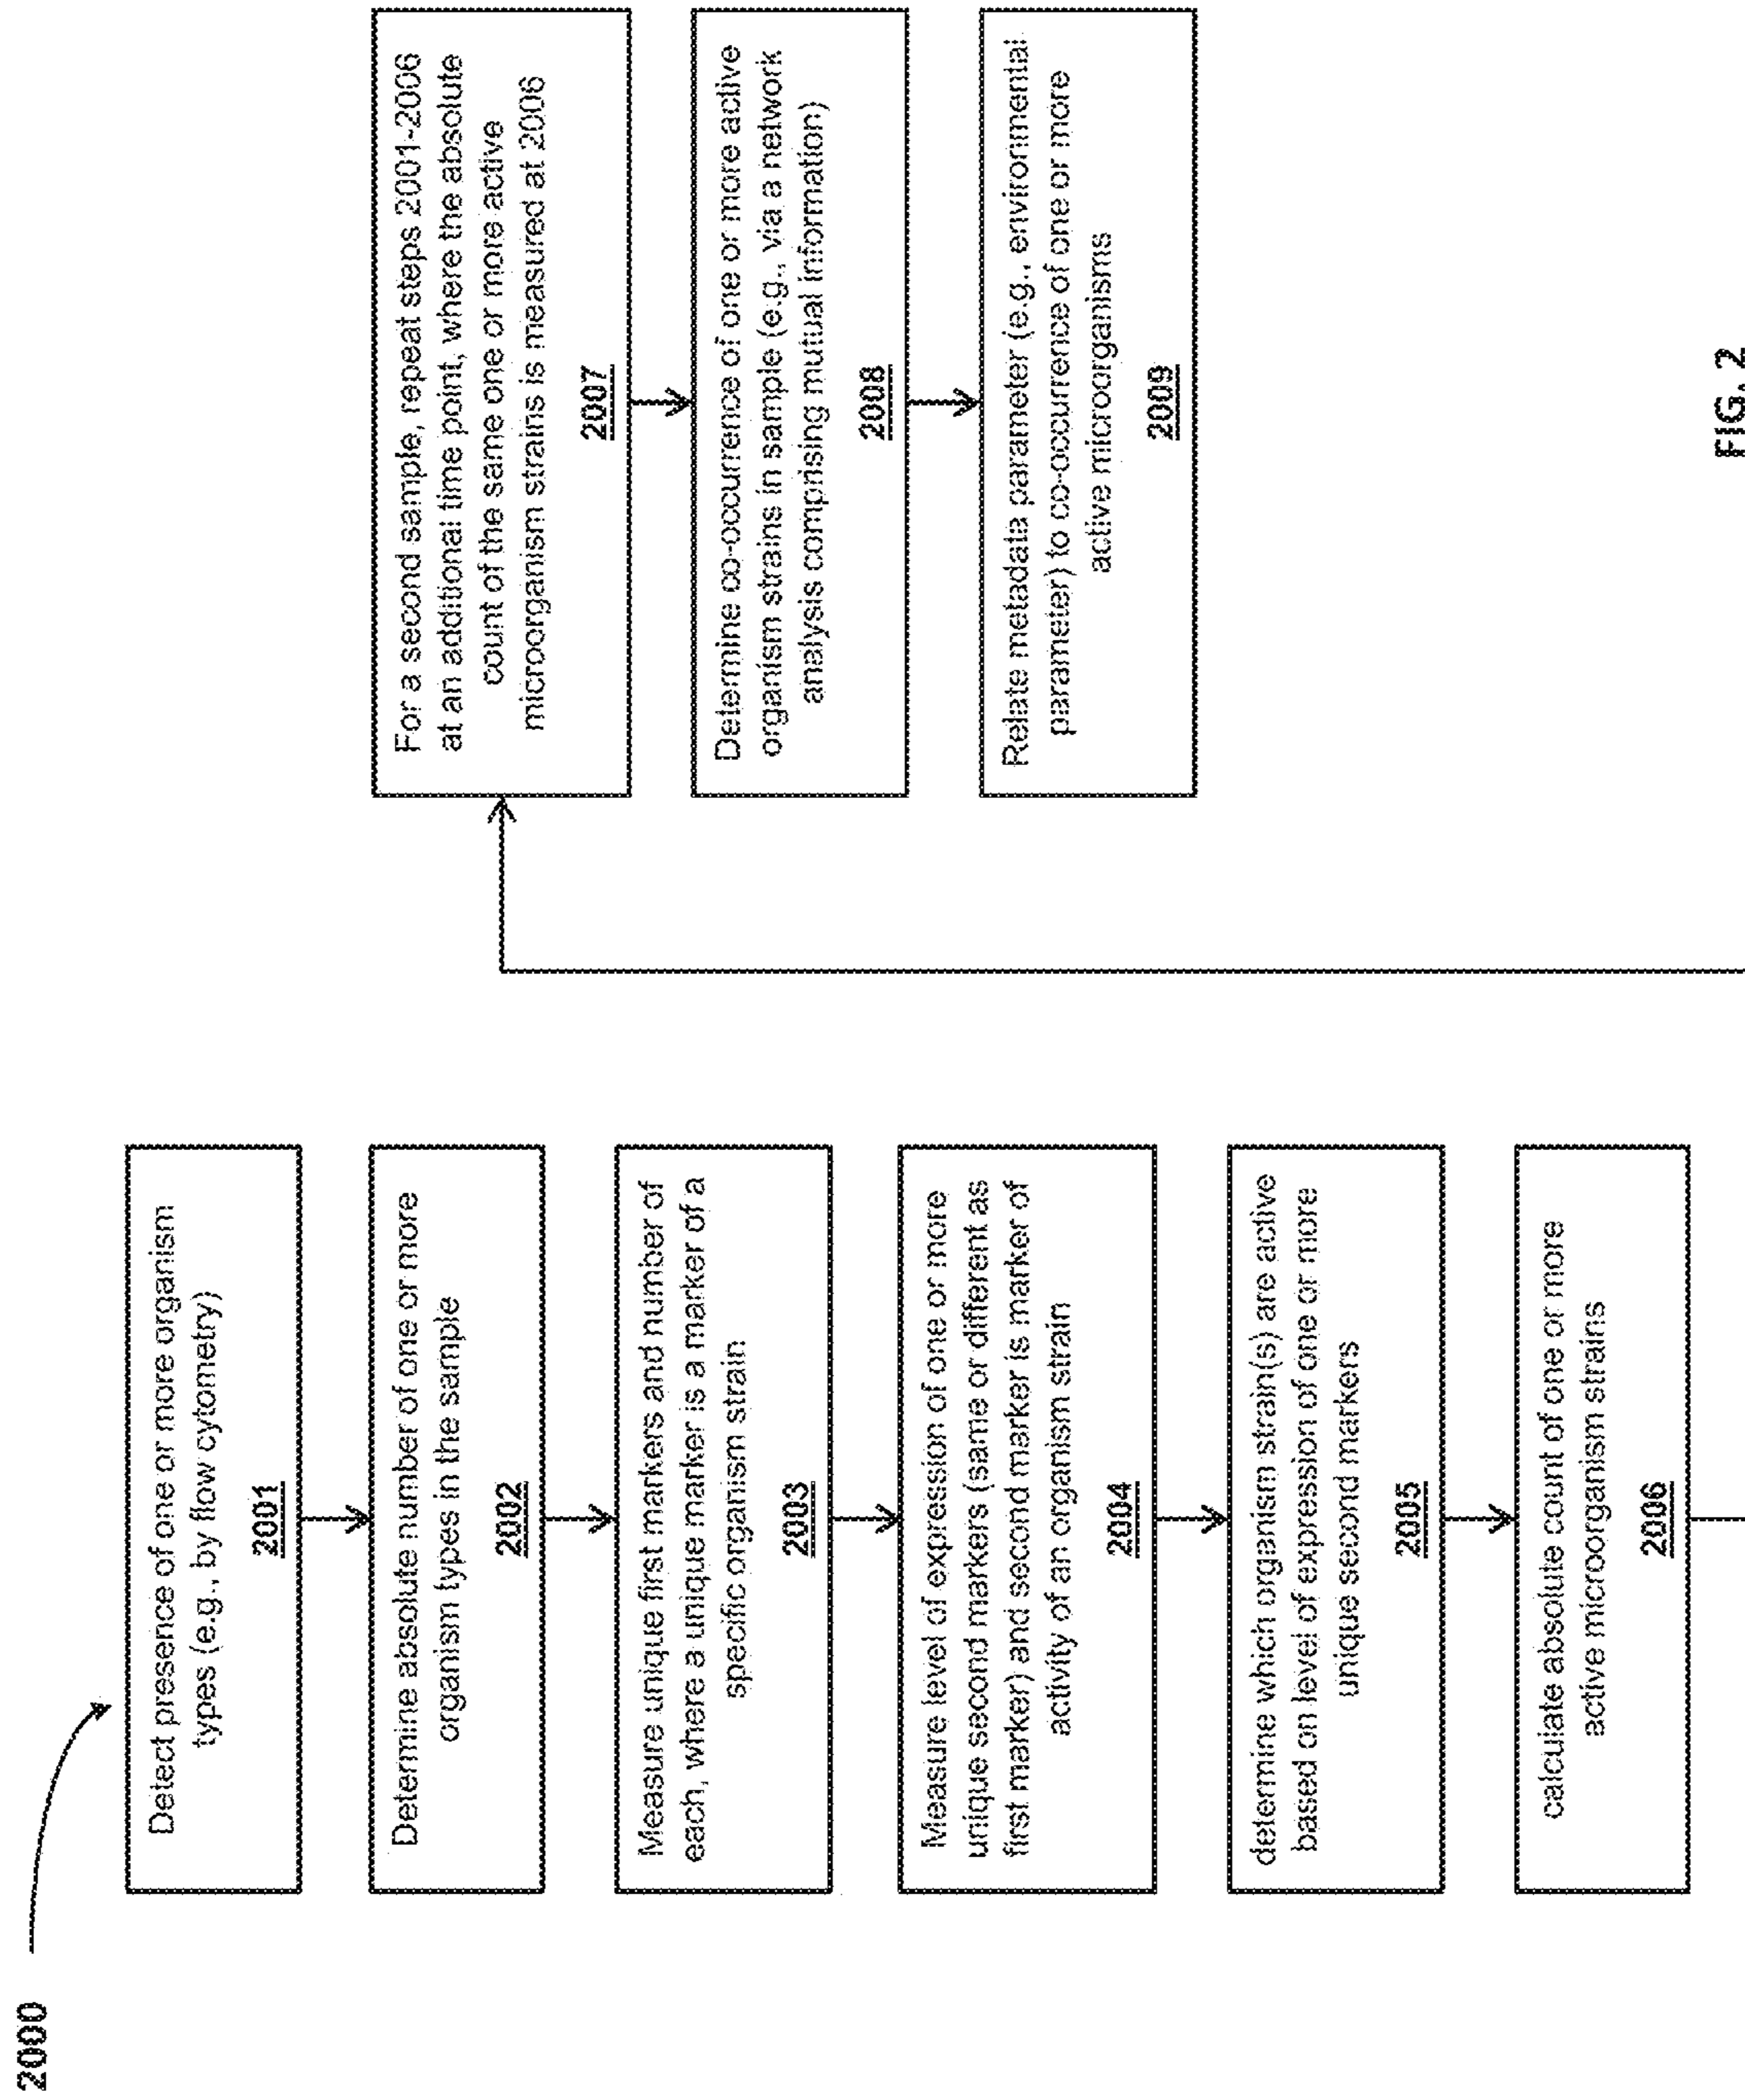 2000
Detect presence of one or more organism
types (e.g., by flow cytometry)
2001
Determine absolute number of one or more
organism types in the sample
2002
Measure unique first markers and number of
each, where a unique marker is a marker of a
specific organism strain
2003
Measure level of expression of one or more
unique second markers (same or different as
first marker) and second marker is marker of
activity of an organism strain
2004
determine which organism strain(s) are active
based on level of expression of one or more
unique second markers
2005
calculate absolute count of one or more
active microorganism strains
2006
For a second sample, repeat steps 2001-2006
at an additional time point, where the absolute
count of the same one or more active
microorganism strains is measured at 2006
2007
Determine co-occurrence of one or more active
organism strains in sample (e.g., via a network
analysis comprising mutual information)
2008
Relate metadata parameter (e.g., environmental
parameter) to co-occurrence of one or more
active microorganisms
2009
FIG. 2